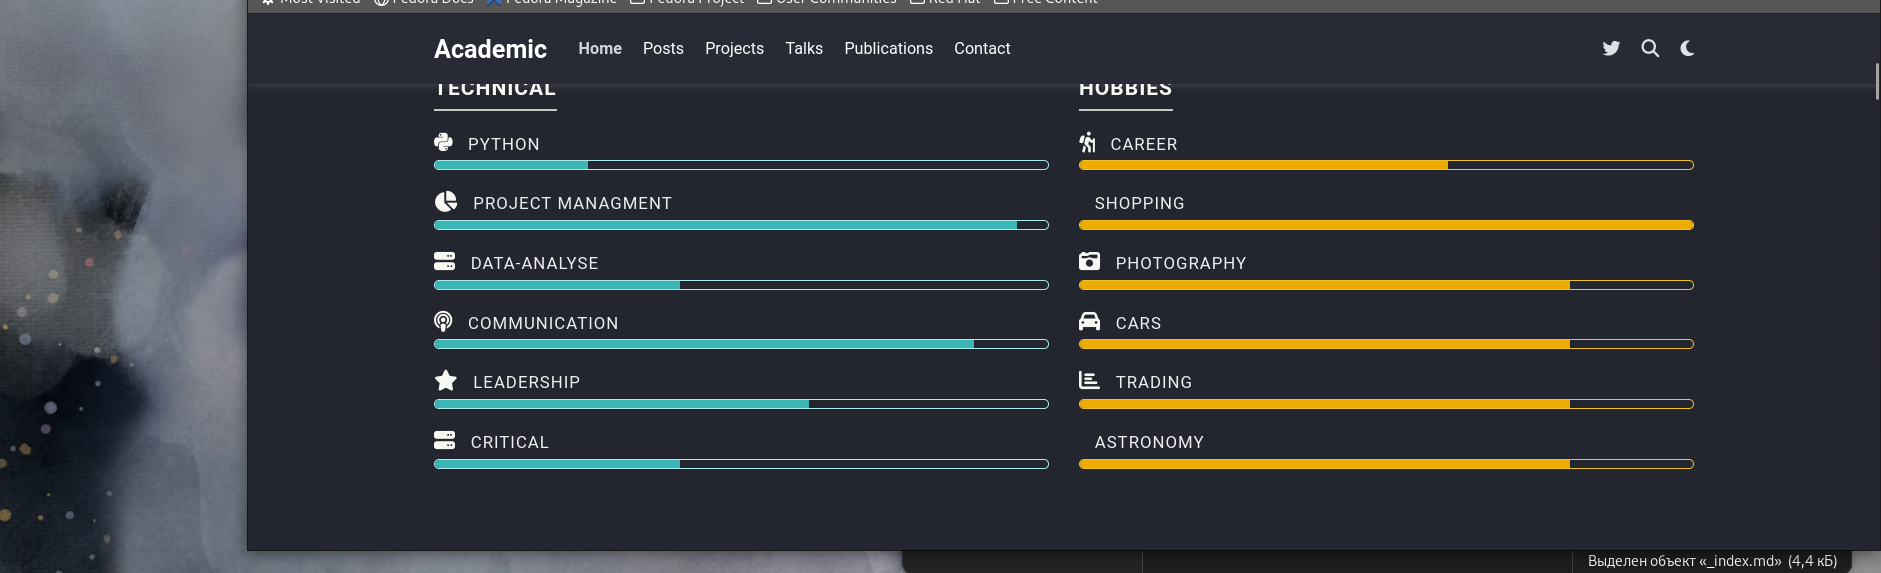 Most Visited Fedora Docs Fedora Magazine Fedora Project User Communities Red Hat Free Content
Academic Home Posts Projects Talks Publications Contact
TECHNICAL
PYTHON
PROJECT MANAGMENT
DATA-ANALYSE
COMMUNICATION
LEADERSHIP
CRITICAL
HOBBIES
CAREER
SHOPPING
PHOTOGRAPHY
CARS
TRADING
ASTRONOMY
Выделен объект «_index.md» (4,4 кБ)